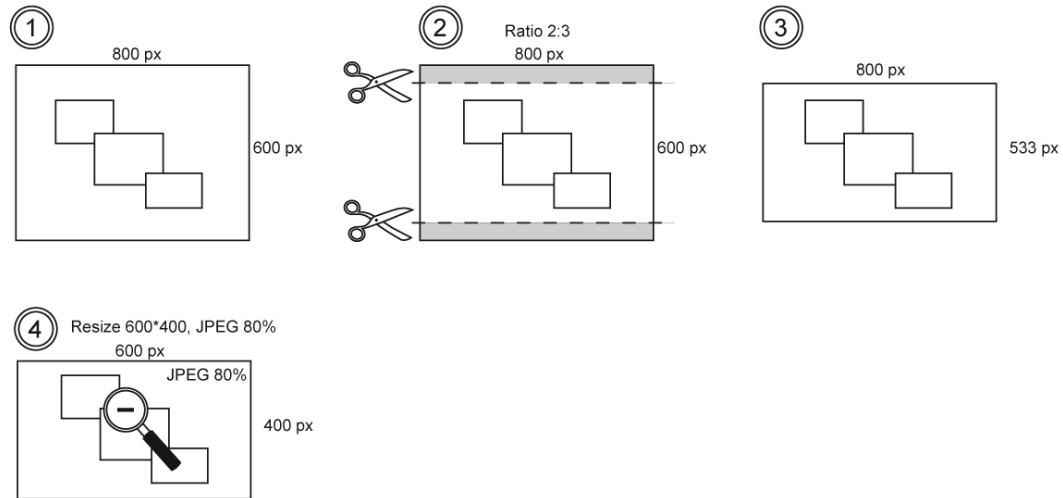 1
800 px
600 px
2
Ratio 2:3
800 px
600 px
3
800 px
533 px
4
Resize 600*400, JPEG 80%
600 px
JPEG 80%
400 px